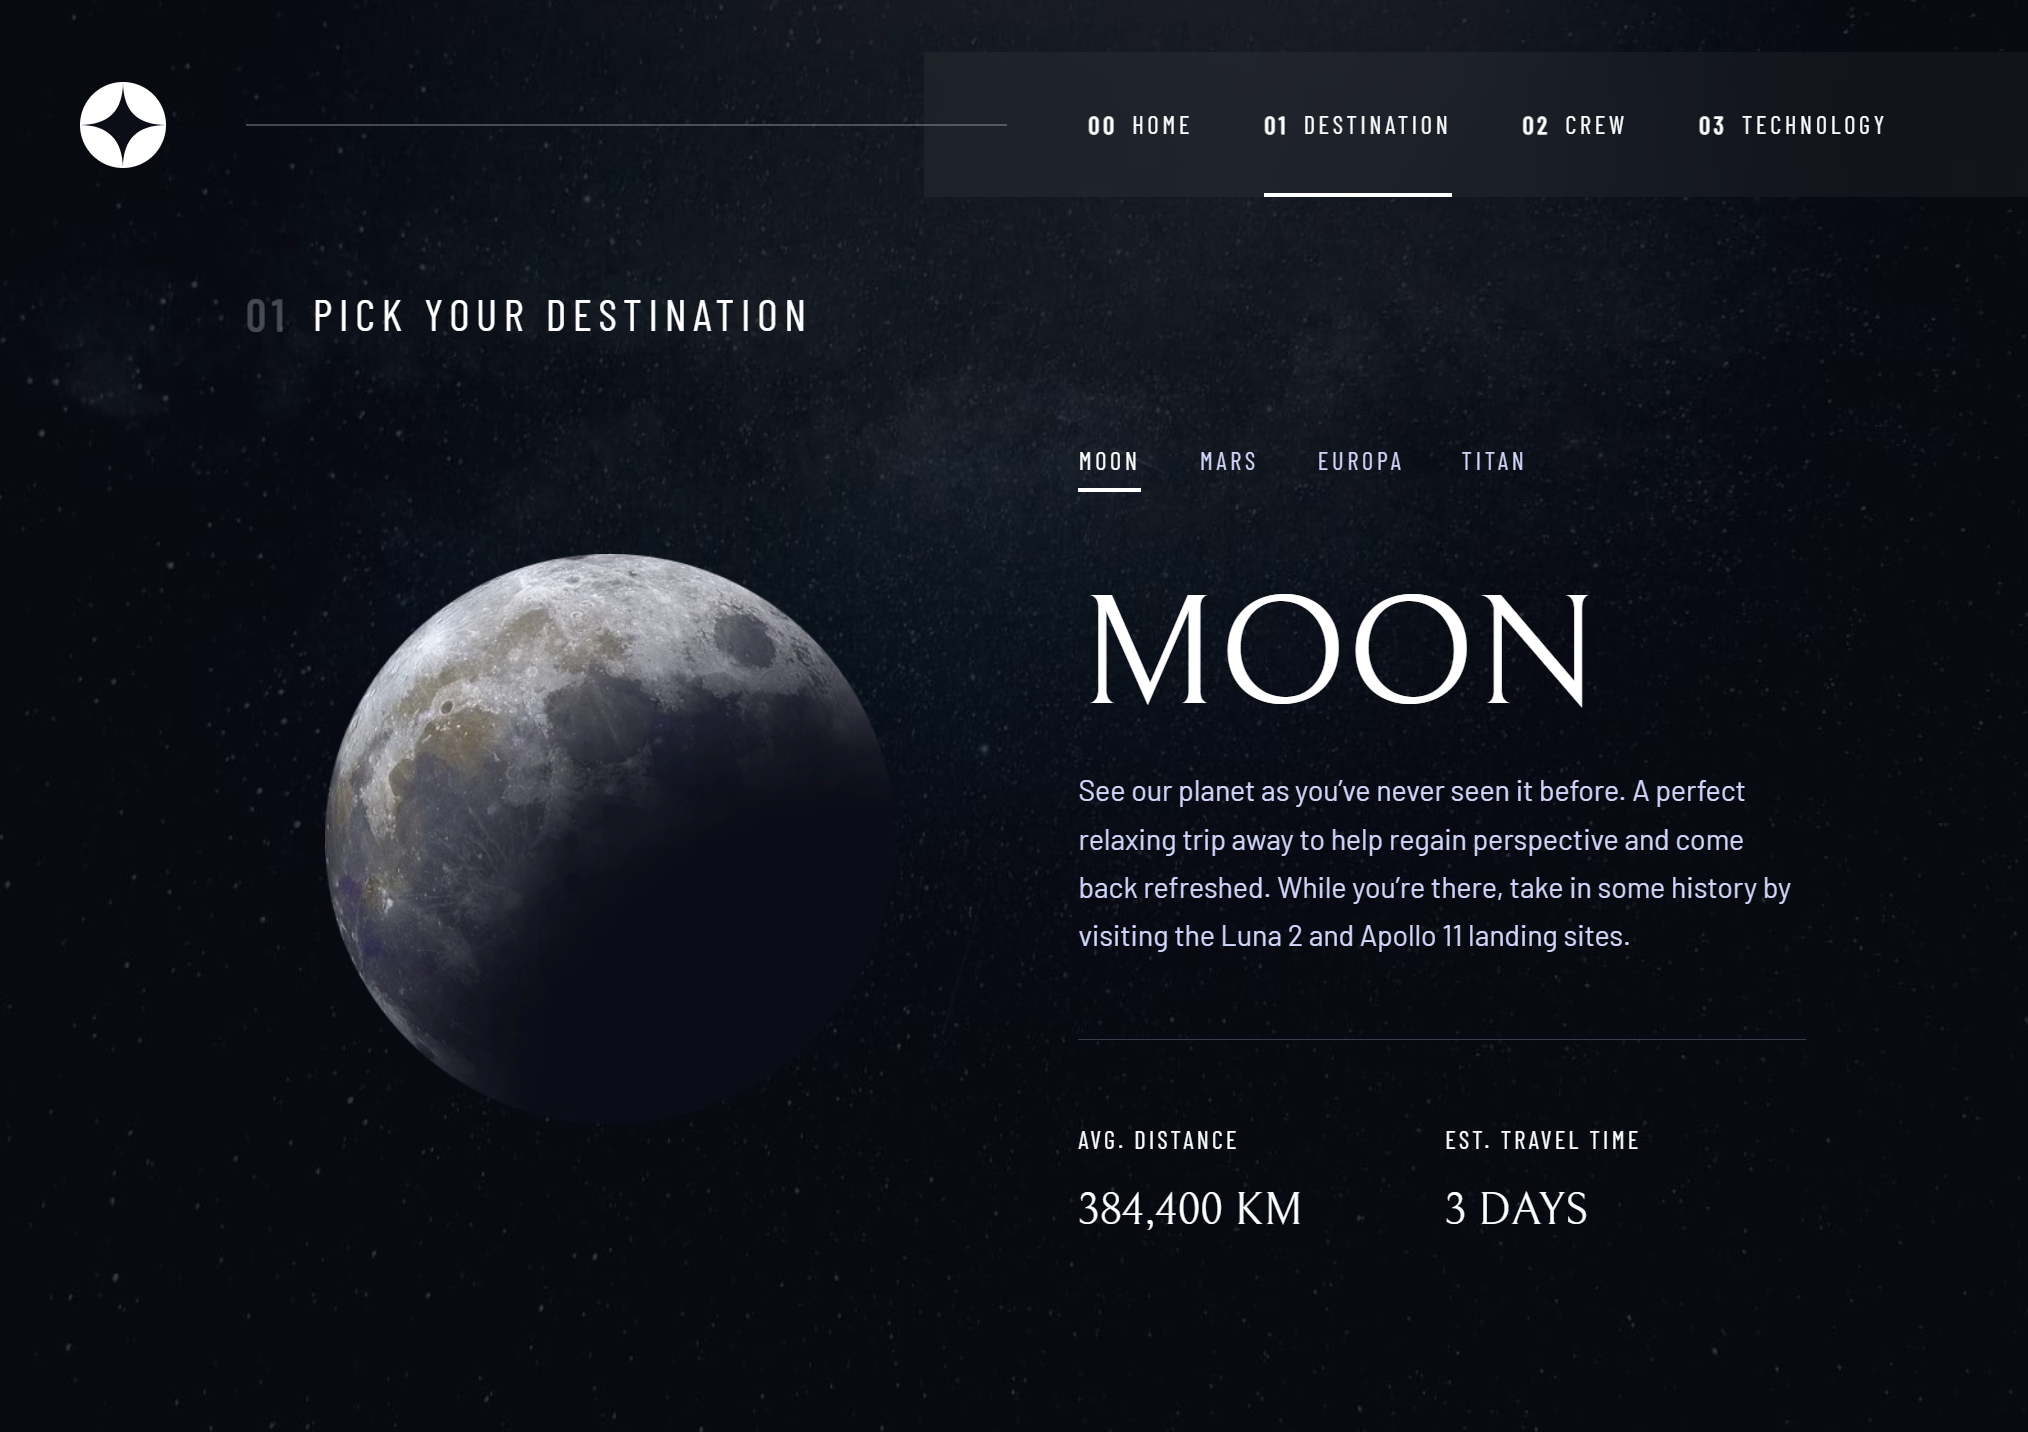 00 HOME 01 DESTINATION 02 CREW 03 TECHNOLOGY
01 PICK YOUR DESTINATION
MOON MARS EUROPA TITAN
MOON
See our planet as you’ve never seen it before. A perfect
relaxing trip away to help regain perspective and come
back refreshed. While you’re there, take in some history by
visiting the Luna 2 and Apollo 11 landing sites.
AVG. DISTANCE EST. TRAVEL TIME
384,400 KM 3 DAYS